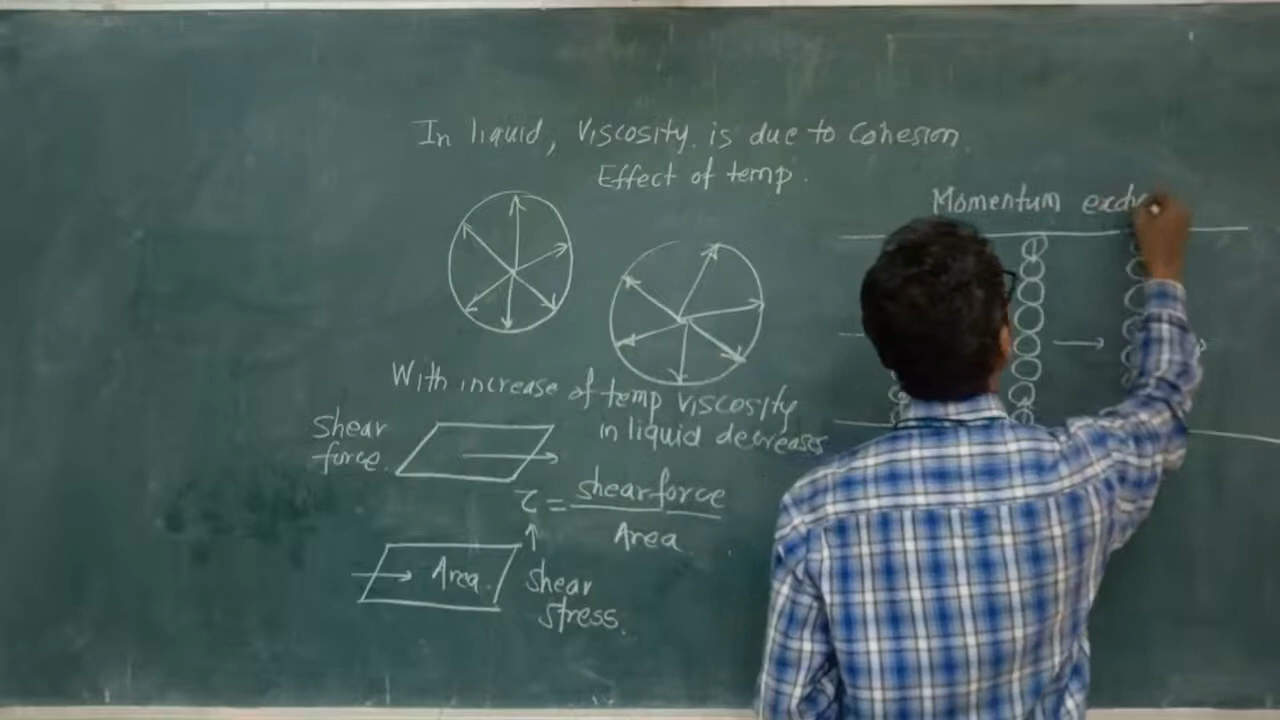 In liquid, Viscosity is due to Cohesion.
Effect of temp.
Momentum
With increase of temp viscosity
in liquid decreases
Shear
force.
τ = shear force
Area
Area.
Shear
stress.